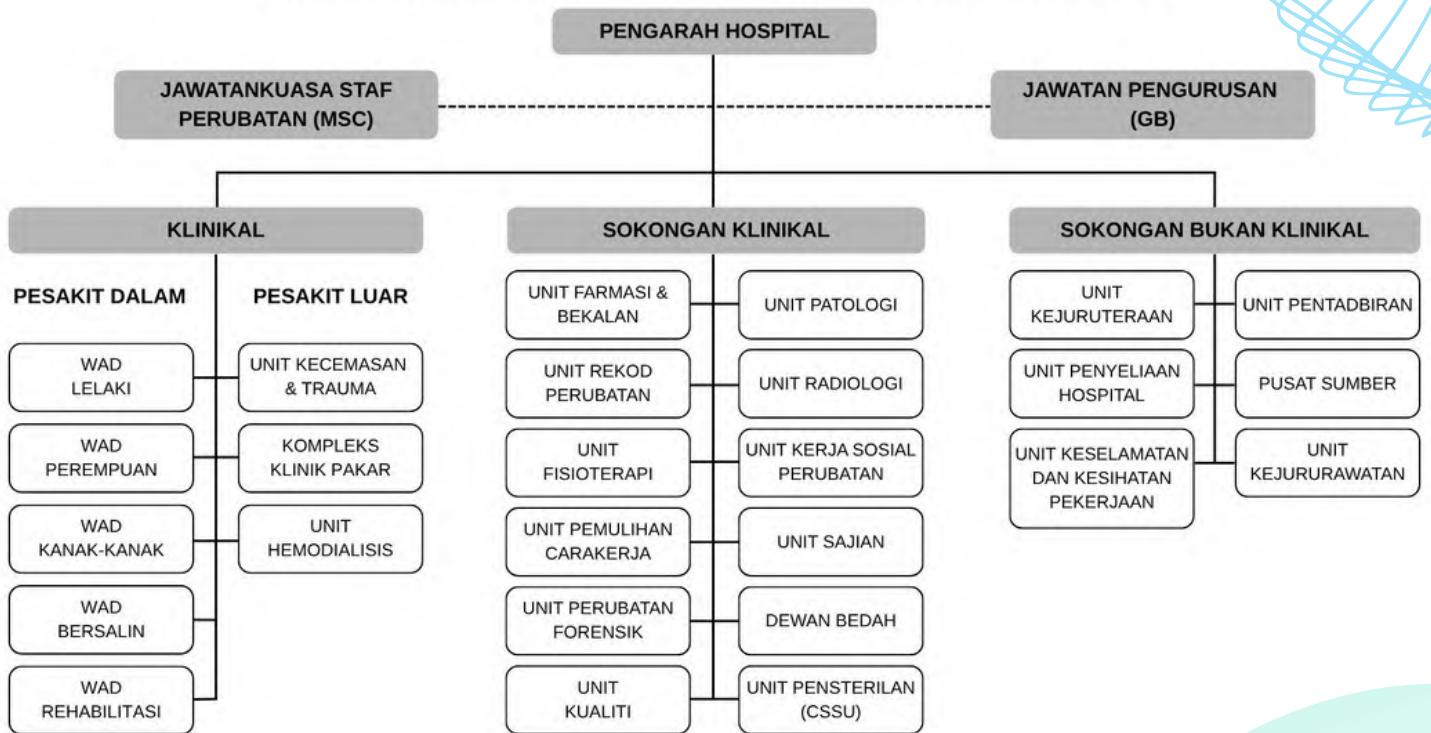 PENGARAH HOSPITAL
JAWATANKUASA STAF
PERUBATAN (MSC)
JAWATAN PENGURUSAN
(GB)
KLINIKAL
PESAKIT DALAM
WAD
LELAKI
WAD
PEREMPUAN
WAD
KANAK-KANAK
WAD
BERSALIN
WAD
REHABILITASI
PESAKIT LUAR
UNIT KECEMASAN
& TRAUMA
KOMPLEKS
KLINIK PAKAR
UNIT
HEMODIALISIS
SOKONGAN KLINIKAL
UNIT FARMASI &
BEKALAN
UNIT PATOLOGI
UNIT REKOD
PERUBATAN
UNIT RADIOLOGI
UNIT
FISIOTERAPI
UNIT KERJA SOSIAL
PERUBATAN
UNIT PEMULIHAN
CARAKERJA
UNIT SAJIAN
UNIT PERUBATAN
FORENSIK
DEWAN BEDAH
UNIT
KUALITI
UNIT PENSTERILAN
(CSSU)
SOKONGAN BUKAN KLINIKAL
UNIT
KEJURUTERAAN
UNIT PENTADBIRAN
UNIT PENYELIAAN
HOSPITAL
PUSAT SUMBER
UNIT KESELAMATAN
DAN KESIHATAN
PEKERJAAN
UNIT
KEJURURAWATAN